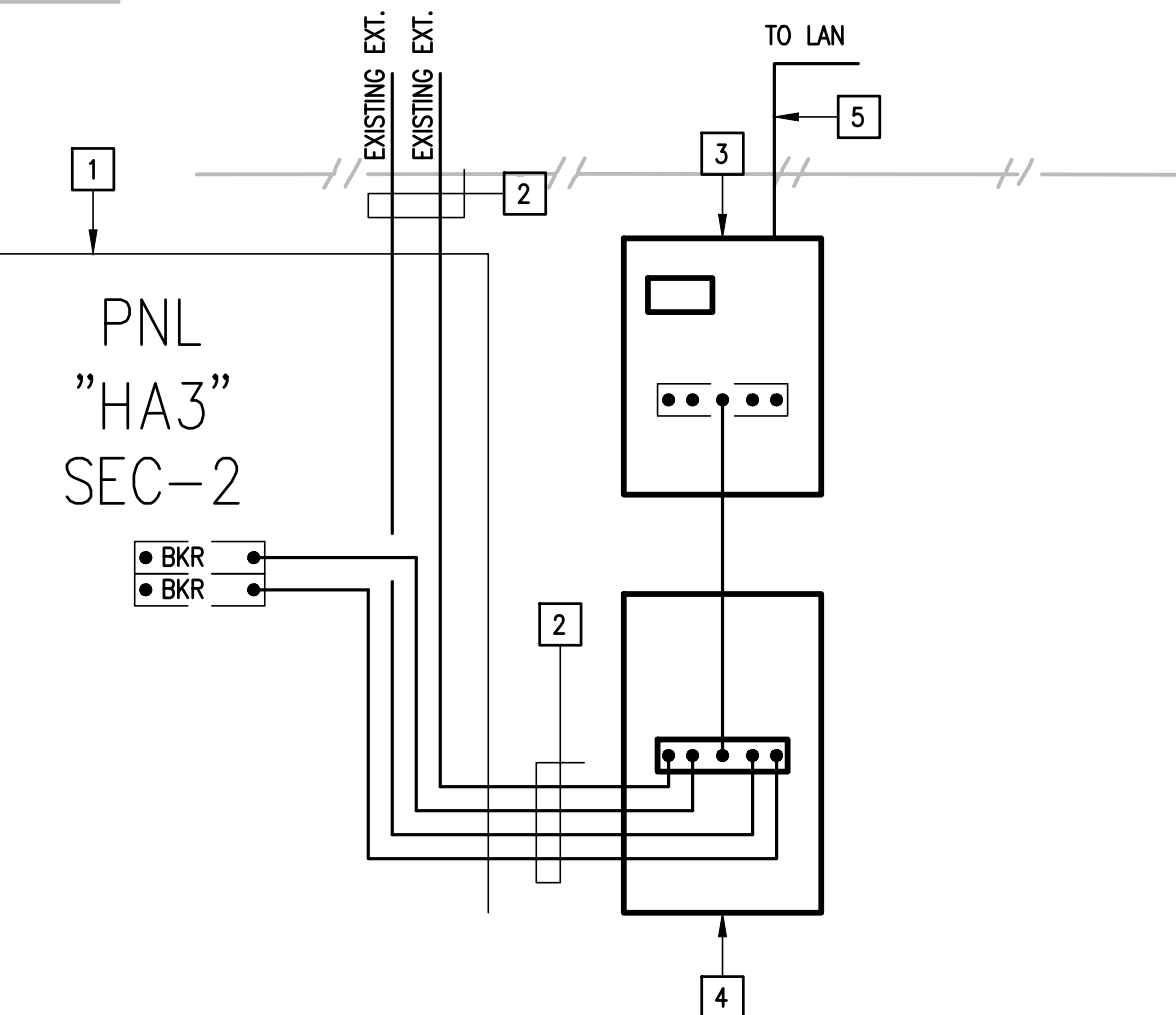 EXISTING EXT.
EXISTING EXT.
TO LAN
5
3
1
2
PNL
"HA3"
SEC-2
BKR
BKR
2
4